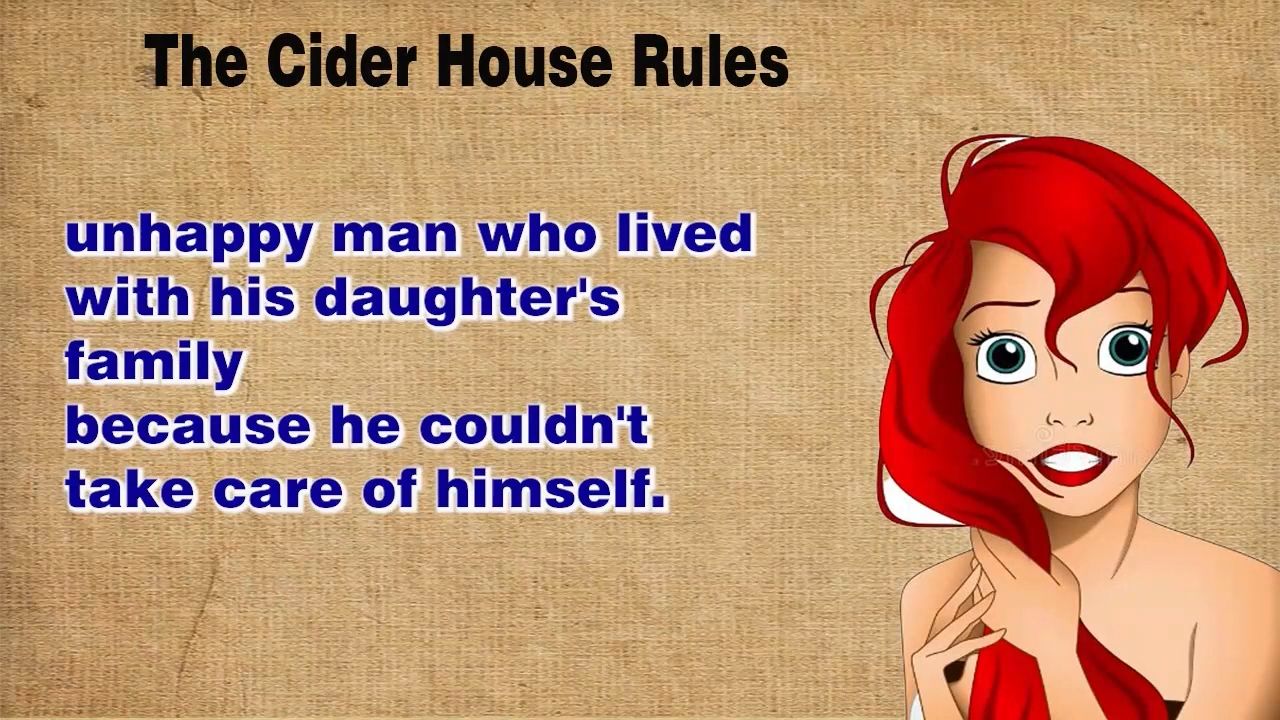 The Cider House Rules
unhappy man who lived
with his daughter's
family
because he couldn't
take care of himself.